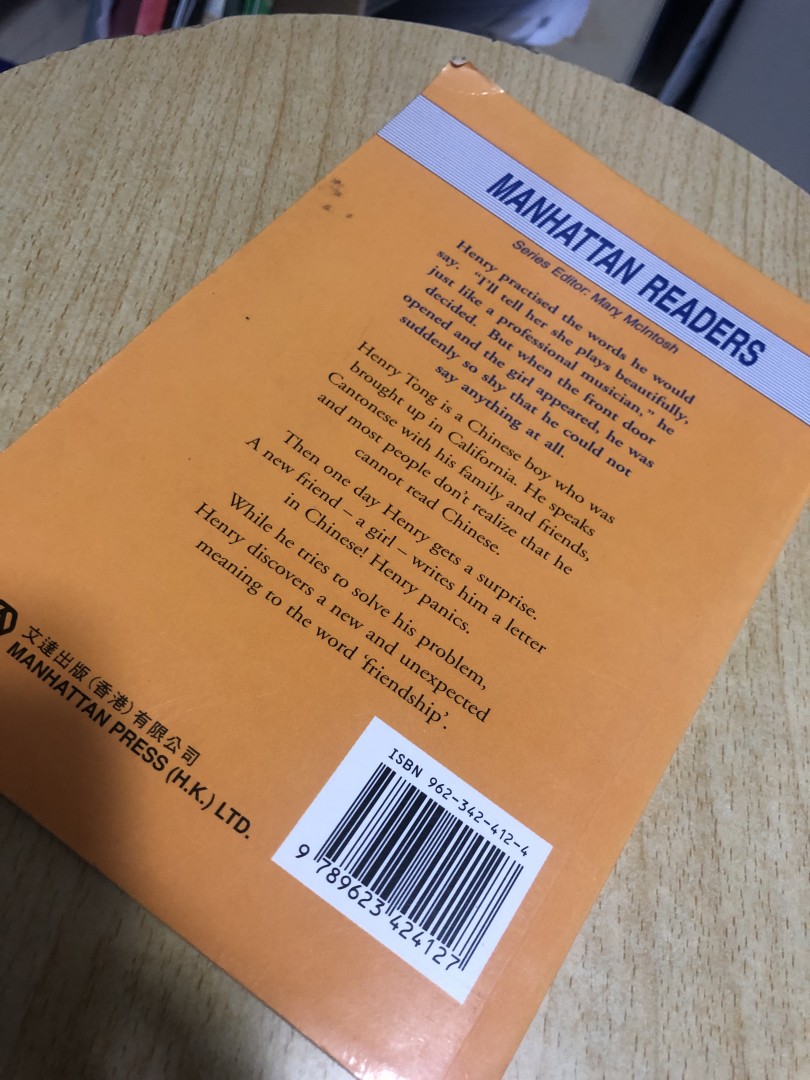 MANHATTAN READERS
Series Editor: Mary McIntosh
Henry practised the words he would
say. "I'll tell her she plays beautifully,
just like a professional musician," he
decided. But when the front door
opened and the girl appeared, he was
suddenly so shy that he could not
say anything at all.
Henry Tong is a Chinese boy who was
brought up in California. He speaks
Cantonese with his family and friends,
and most people don't realize that he
cannot read Chinese.
Then one day Henry gets a surprise.
A new friend – a girl – writes him a letter
in Chinese! Henry panics.
While he tries to solve his problem,
Henry discovers a new and unexpected
meaning to the word 'friendship'.
文達出版(香港)有限公司
MANHATTAN PRESS (H.K.) LTD.
ISBN 962-342-412-4
9 789623 424127